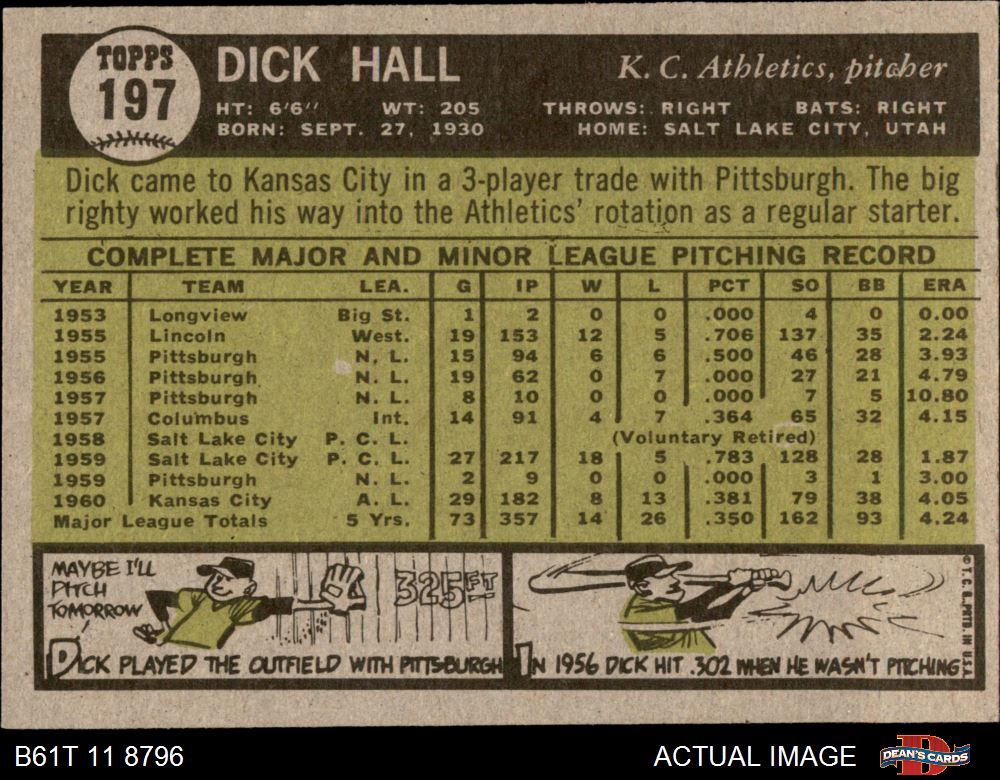 TOPPS
197
DICK HALL
K. C. Athletics, pitcher
HT: 6'6'' WT: 205 THROWS: RIGHT BATS: RIGHT
BORN: SEPT. 27, 1930 HOME: SALT LAKE CITY, UTAH
Dick came to Kansas City in a 3-player trade with Pittsburgh. The big
righty worked his way into the Athletics' rotation as a regular starter.
COMPLETE MAJOR AND MINOR LEAGUE PITCHING RECORD
YEAR TEAM LEA. G IP W L PCT SO BB ERA
1953 Longview Big St. 1 2 0 0 .000 4 0 0.00
1955 Lincoln West. 19 153 12 5 .706 137 35 2.24
1955 Pittsburgh N. L. 15 94 6 6 .500 46 28 3.93
1956 Pittsburgh N. L. 19 62 0 7 .000 27 21 4.79
1957 Pittsburgh N. L. 8 10 0 0 .000 7 5 10.80
1957 Columbus Int. 14 91 4 7 .364 65 32 4.15
1958 Salt Lake City P. C. L. (Voluntary Retired)
1959 Salt Lake City P. C. L. 27 217 18 5 .783 128 28 1.87
1959 Pittsburgh N. L. 2 9 0 0 .000 3 1 3.00
1960 Kansas City A. L. 29 182 8 13 .381 79 38 4.05
Major League Totals 5 Yrs. 73 357 14 26 .350 162 93 4.24
MAYBE I'LL
PITCH
TOMORROW
325 FT
DICK PLAYED THE OUTFIELD WITH PITTSBURGH
IN 1956 DICK HIT .302 WHEN HE WASN'T PITCHING
© T. C. G. PRTD. IN U.S.A.
B61T 11 8796
ACTUAL IMAGE
DEAN'S CARDS